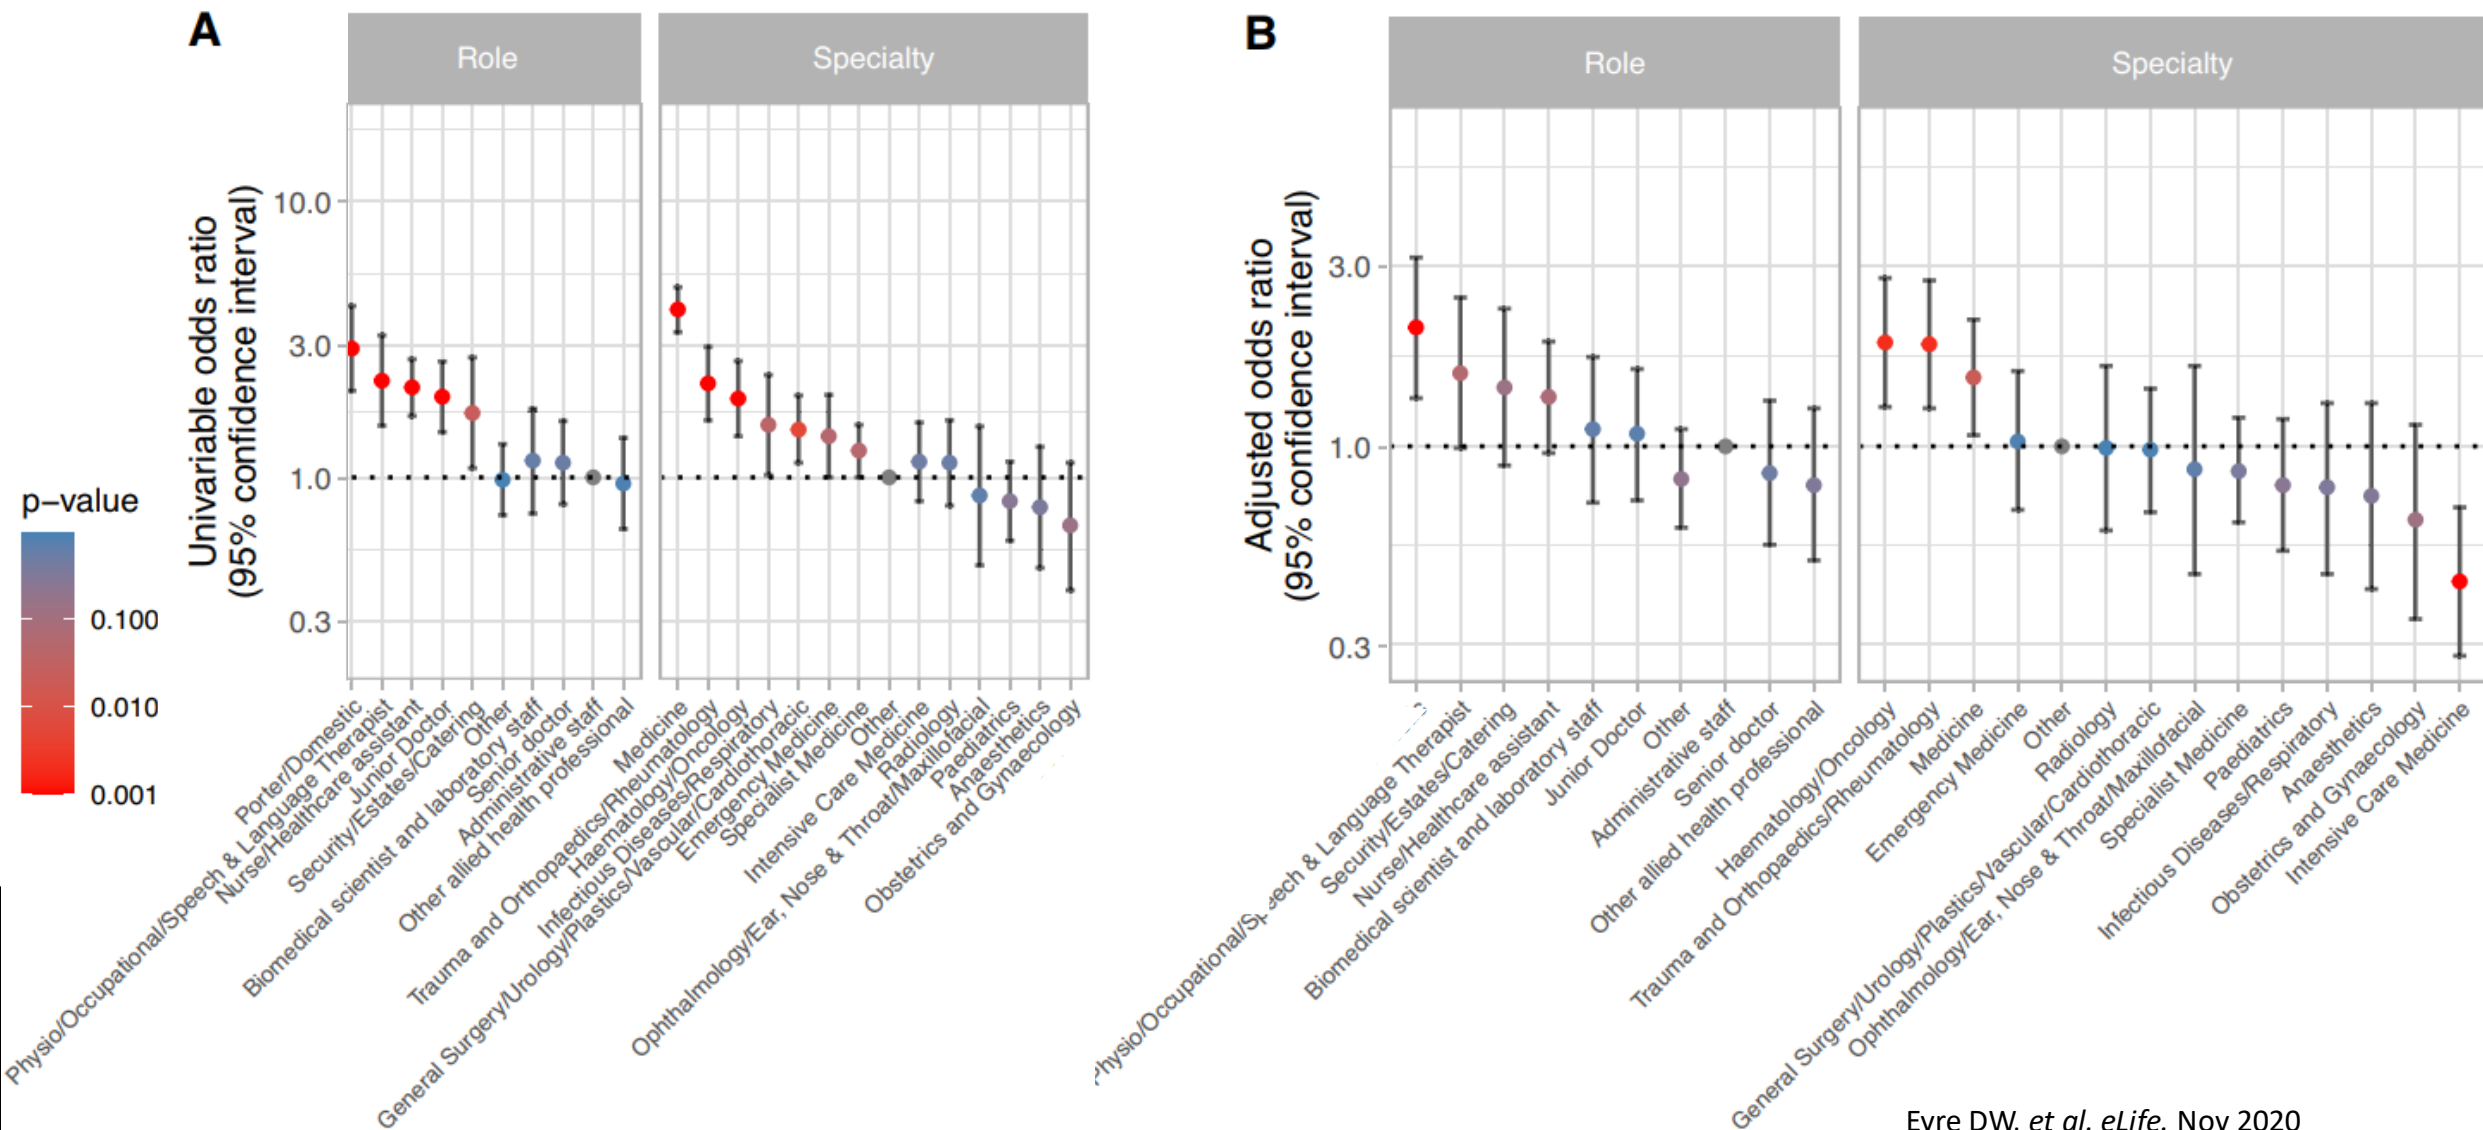 A
Role
Specialty
Univariable odds ratio
(95% confidence interval)
10.0
3.0
1.0
0.3
p-value
0.100
0.010
0.001
Porter/Domestic
Physio/Occupational/Speech & Language Therapist
Nurse/Healthcare assistant
Junior Doctor
Security/Estates/Catering
Other
Biomedical scientist and laboratory staff
Senior doctor
Administrative staff
Other allied health professional
Medicine
Trauma and Orthopaedics/Rheumatology
Haematology/Oncology
Infectious Diseases/Respiratory
General Surgery/Urology/Plastics/Vascular/Cardiothoracic
Emergency Medicine
Specialist Medicine
Other
Intensive Care Medicine
Radiology
Ophthalmology/Ear, Nose & Throat/Maxillofacial
Paediatrics
Anaesthetics
Obstetrics and Gynaecology
B
Role
Specialty
Adjusted odds ratio
(95% confidence interval)
3.0
1.0
0.3
Physio/Occupational/Speech & Language Therapist
Security/Estates/Catering
Nurse/Healthcare assistant
Biomedical scientist and laboratory staff
Junior Doctor
Other
Administrative staff
Senior doctor
Other allied health professional
Haematology/Oncology
Trauma and Orthopaedics/Rheumatology
Medicine
Emergency Medicine
Other
Radiology
General Surgery/Urology/Plastics/Vascular/Cardiothoracic
Ophthalmology/Ear, Nose & Throat/Maxillofacial
Specialist Medicine
Paediatrics
Infectious Diseases/Respiratory
Anaesthetics
Obstetrics and Gynaecology
Intensive Care Medicine
Eyre DW, et al. eLife. Nov 2020